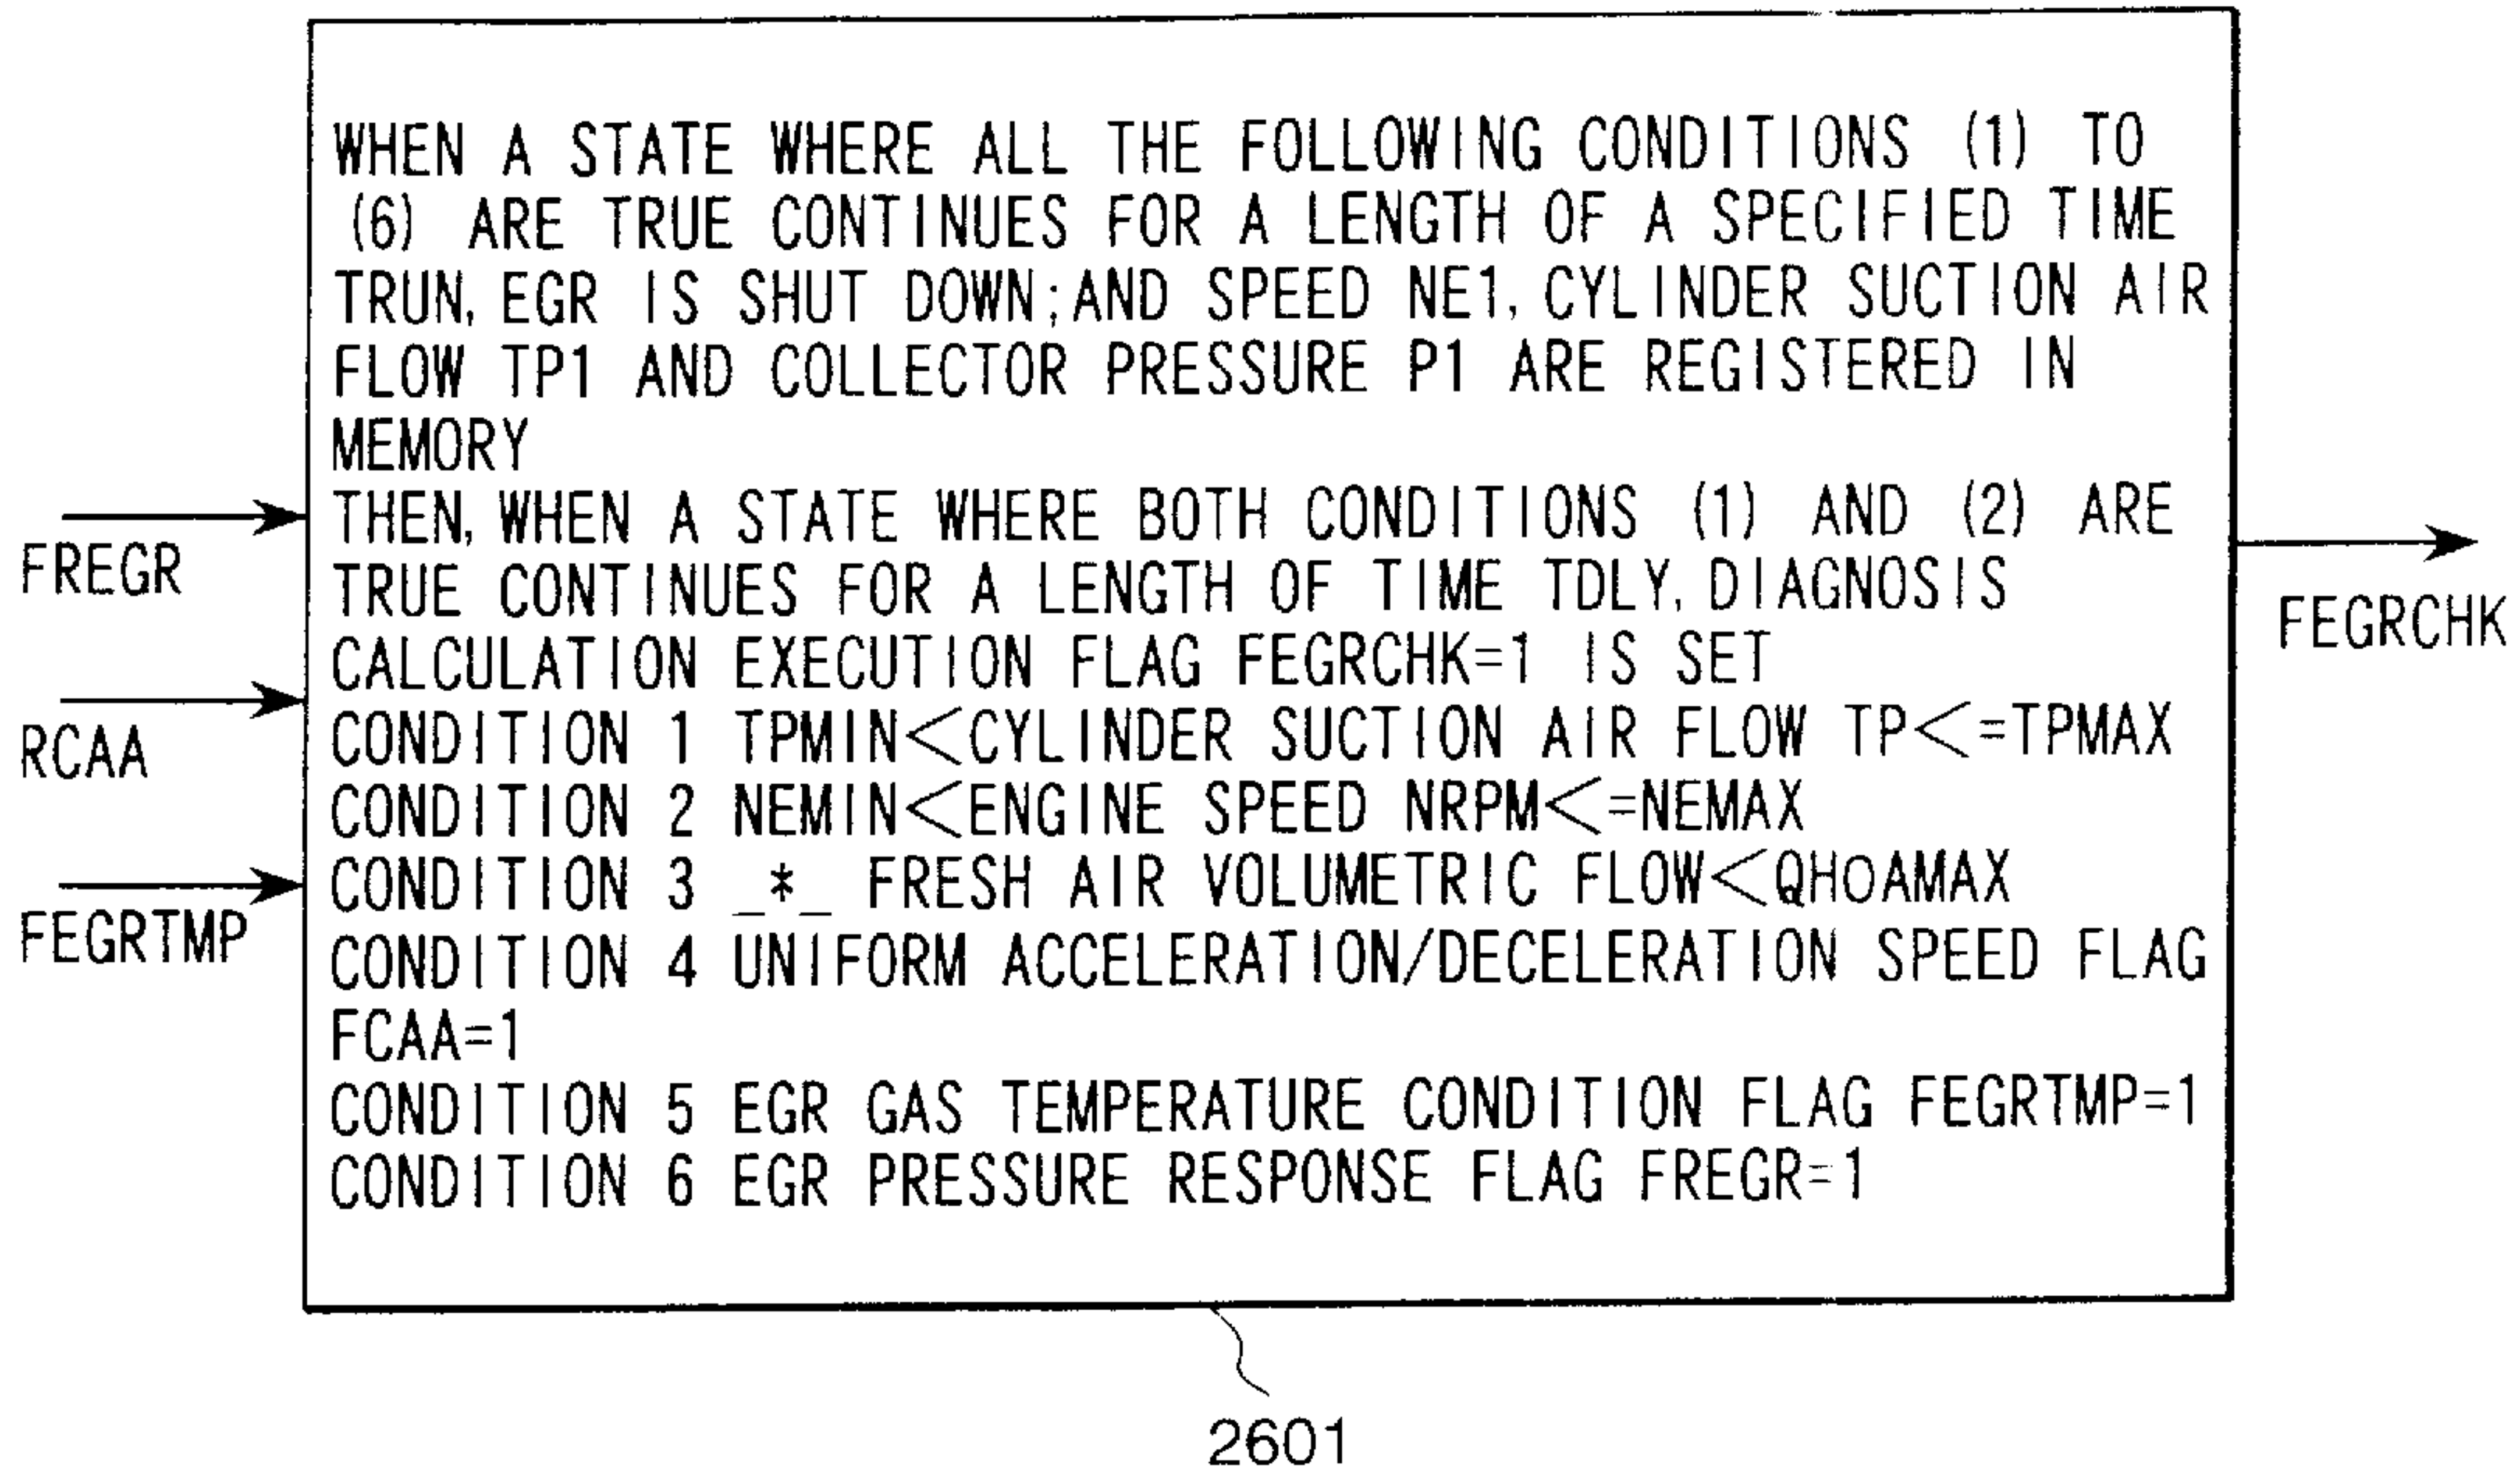 WHEN A STATE WHERE ALL THE FOLLOWING CONDITIONS (1) TO
(6) ARE TRUE CONTINUES FOR A LENGTH OF A SPECIFIED TIME
TRUN, EGR IS SHUT DOWN;AND SPEED NE1, CYLINDER SUCTION AIR
FLOW TP1 AND COLLECTOR PRESSURE P1 ARE REGISTERED IN
MEMORY
THEN, WHEN A STATE WHERE BOTH CONDITIONS (1) AND (2) ARE
TRUE CONTINUES FOR A LENGTH OF TIME TDLY, DIAGNOSIS
CALCULATION EXECUTION FLAG FEGRCHK=1 IS SET
CONDITION 1 TPMIN<CYLINDER SUCTION AIR FLOW TP<=TPMAX
CONDITION 2 NEMIN<ENGINE SPEED NRPM<=NEMAX
CONDITION 3 _*_ FRESH AIR VOLUMETRIC FLOW<QHOAMAX
CONDITION 4 UNIFORM ACCELERATION/DECELERATION SPEED FLAG
FCAA=1
CONDITION 5 EGR GAS TEMPERATURE CONDITION FLAG FEGRTMP=1
CONDITION 6 EGR PRESSURE RESPONSE FLAG FREGR=1
FREGR
RCAA
FEGRTMP
FEGRCHK
2601